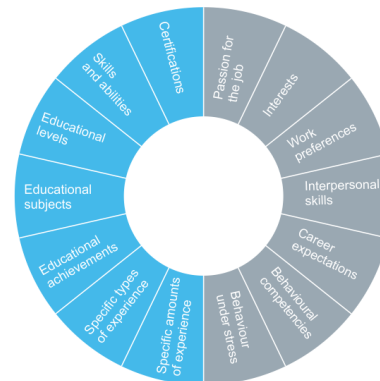 Passion for
the job
Interests
Work
preferences
Interpersonal
skills
Career
expectations
Behavioural
competencies
Behaviour
under stress
Specific amounts
of experience
Specific types
of experience
Educational
achievements
Educational
subjects
Educational
levels
Skills
and abilities
Certifications